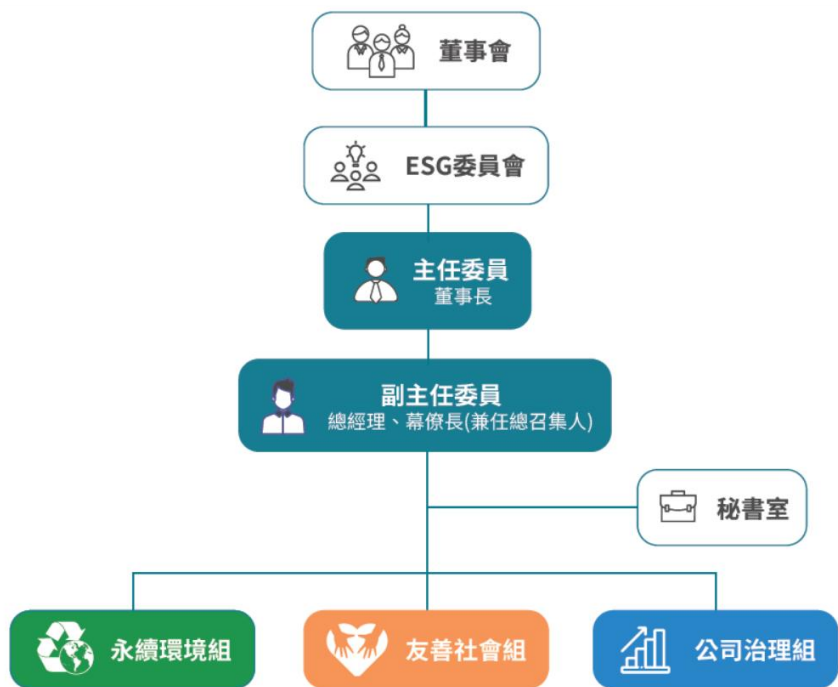 董事會
ESG委員會
主任委員
董事長
副主任委員
總經理、幕僚長(兼任總召集人)
秘書室
永續環境組
友善社會組
公司治理組